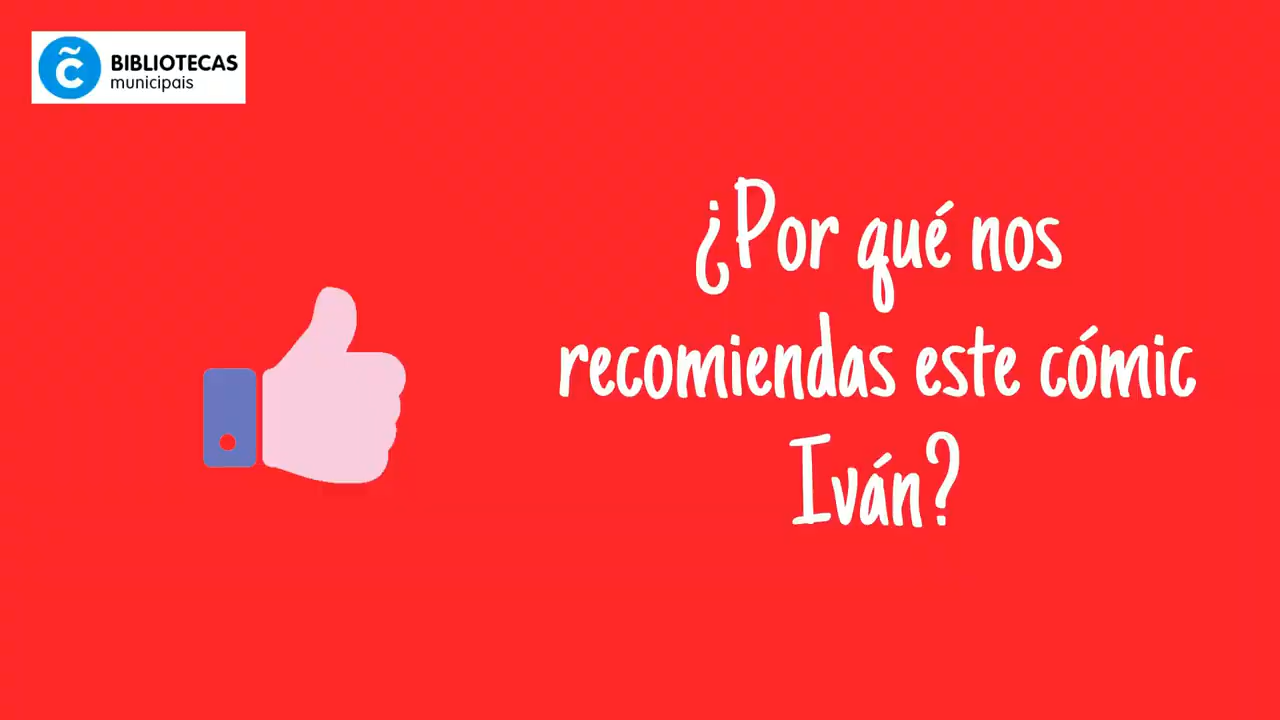 BIBLIOTECAS
municipais
¿Por qué nos
recomiendas este cómic
Iván?